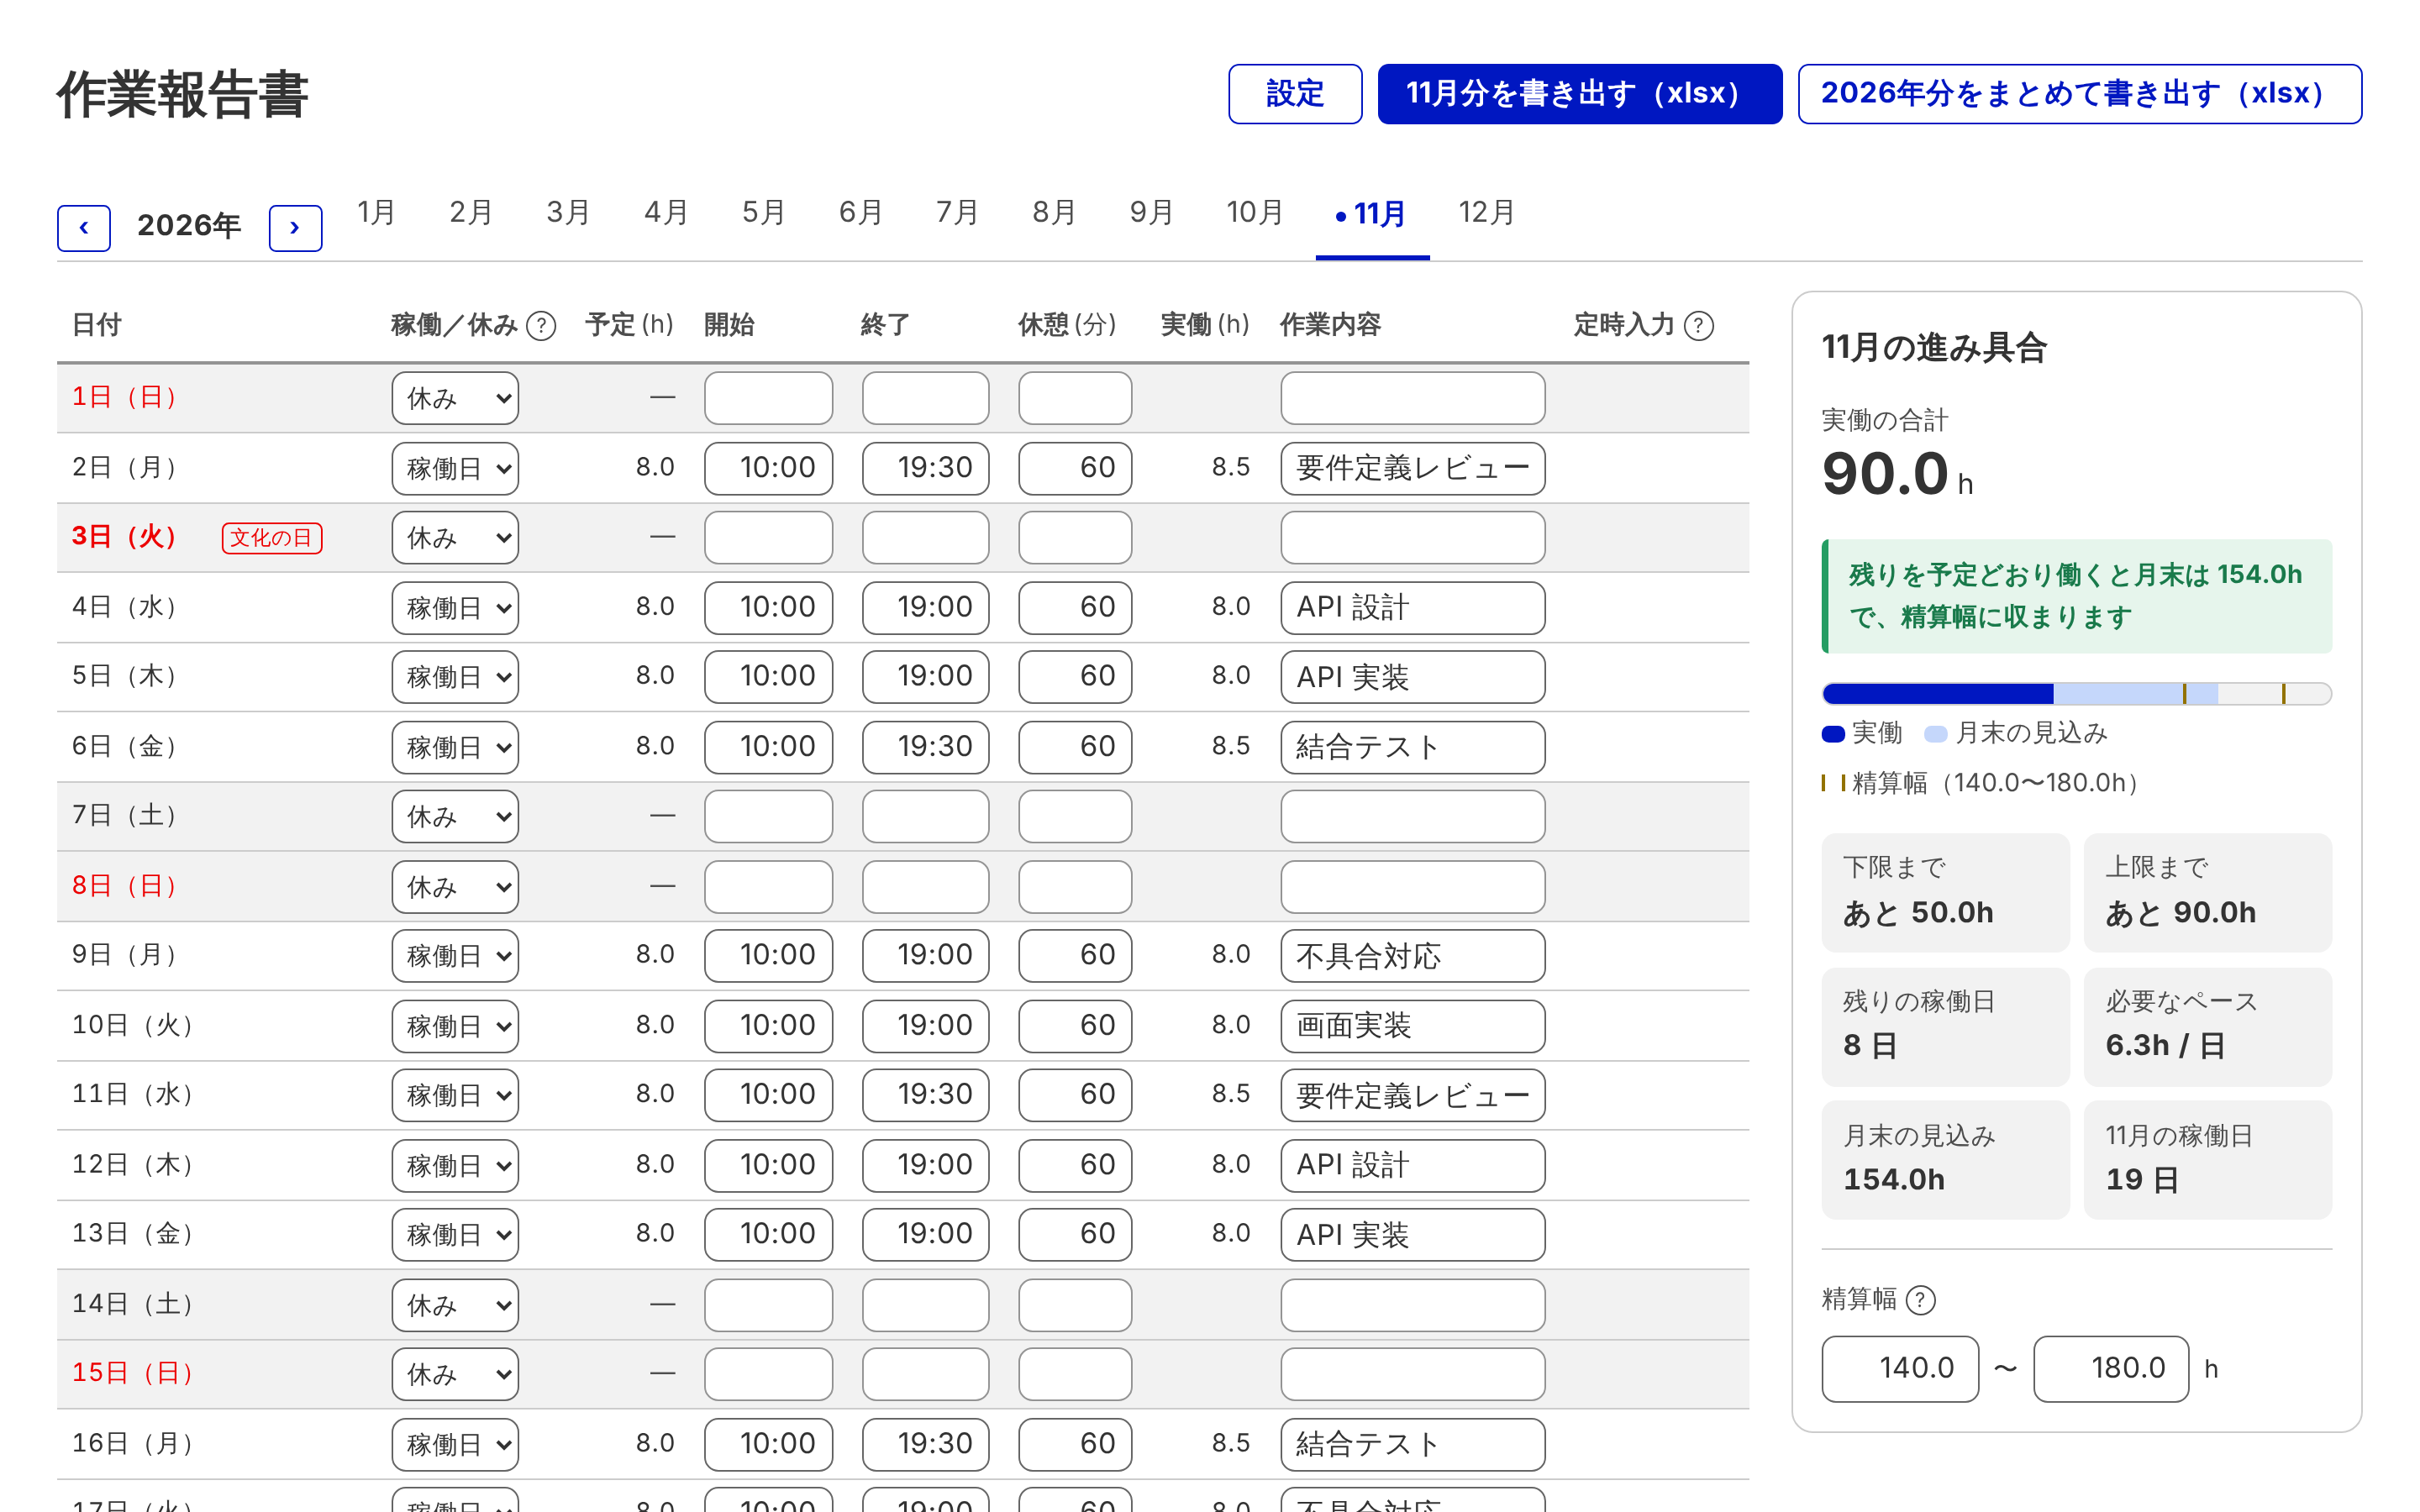 作業報告書
設定
11月分を書き出す（xlsx）
2026年分をまとめて書き出す（xlsx）
‹ 2026年 › 1月 2月 3月 4月 5月 6月 7月 8月 9月 10月 • 11月 12月
日付 稼働／休み ? 予定 (h) 開始 終了 休憩 (分) 実働 (h) 作業内容 定時入力 ?
1日（日） 休み —
2日（月） 稼働日 8.0 10:00 19:30 60 8.5 要件定義レビュー
3日（火） 文化の日 休み —
4日（水） 稼働日 8.0 10:00 19:00 60 8.0 API 設計
5日（木） 稼働日 8.0 10:00 19:00 60 8.0 API 実装
6日（金） 稼働日 8.0 10:00 19:30 60 8.5 結合テスト
7日（土） 休み —
8日（日） 休み —
9日（月） 稼働日 8.0 10:00 19:00 60 8.0 不具合対応
10日（火） 稼働日 8.0 10:00 19:00 60 8.0 画面実装
11日（水） 稼働日 8.0 10:00 19:30 60 8.5 要件定義レビュー
12日（木） 稼働日 8.0 10:00 19:00 60 8.0 API 設計
13日（金） 稼働日 8.0 10:00 19:00 60 8.0 API 実装
14日（土） 休み —
15日（日） 休み —
16日（月） 稼働日 8.0 10:00 19:30 60 8.5 結合テスト
17日（火） 稼働日 8.0 10:00 19:00 60 8.0 不具合対応
11月の進み具合
実働の合計
90.0 h
残りを予定どおり働くと月末は 154.0h
で、精算幅に収まります
実働 月末の見込み
精算幅（140.0〜180.0h）
下限まで
あと 50.0h
上限まで
あと 90.0h
残りの稼働日
8 日
必要なペース
6.3h / 日
月末の見込み
154.0h
11月の稼働日
19 日
精算幅 ?
140.0 〜 180.0 h